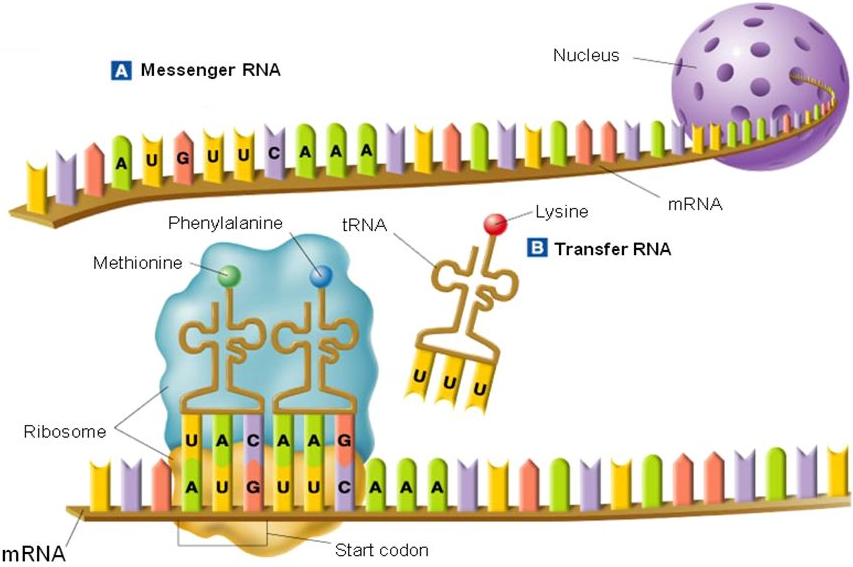 Nucleus
A Messenger RNA
A U G U U C A A A
mRNA
Phenylalanine
tRNA
Lysine
B Transfer RNA
Methionine
U U U
Ribosome
U A C A A G
A U G U U C A A A
mRNA
Start codon